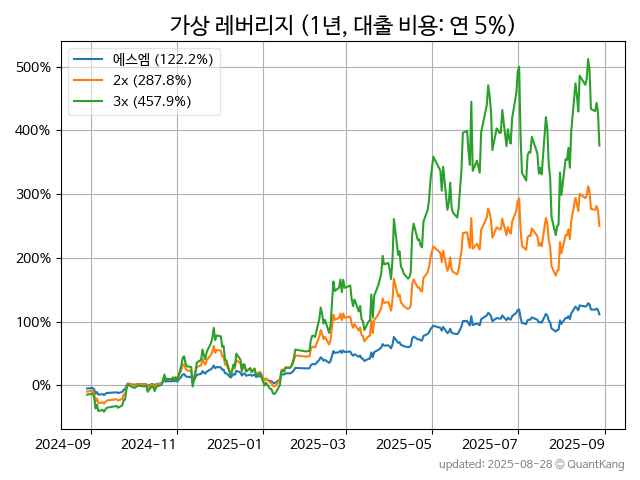 가상 레버리지 (1년, 대출 비용: 연 5%)
에스엠 (122.2%)
2x (287.8%)
3x (457.9%)
500%
400%
300%
200%
100%
0%
2024-09 2024-11 2025-01 2025-03 2025-05 2025-07 2025-09
updated: 2025-08-28 © QuantKang